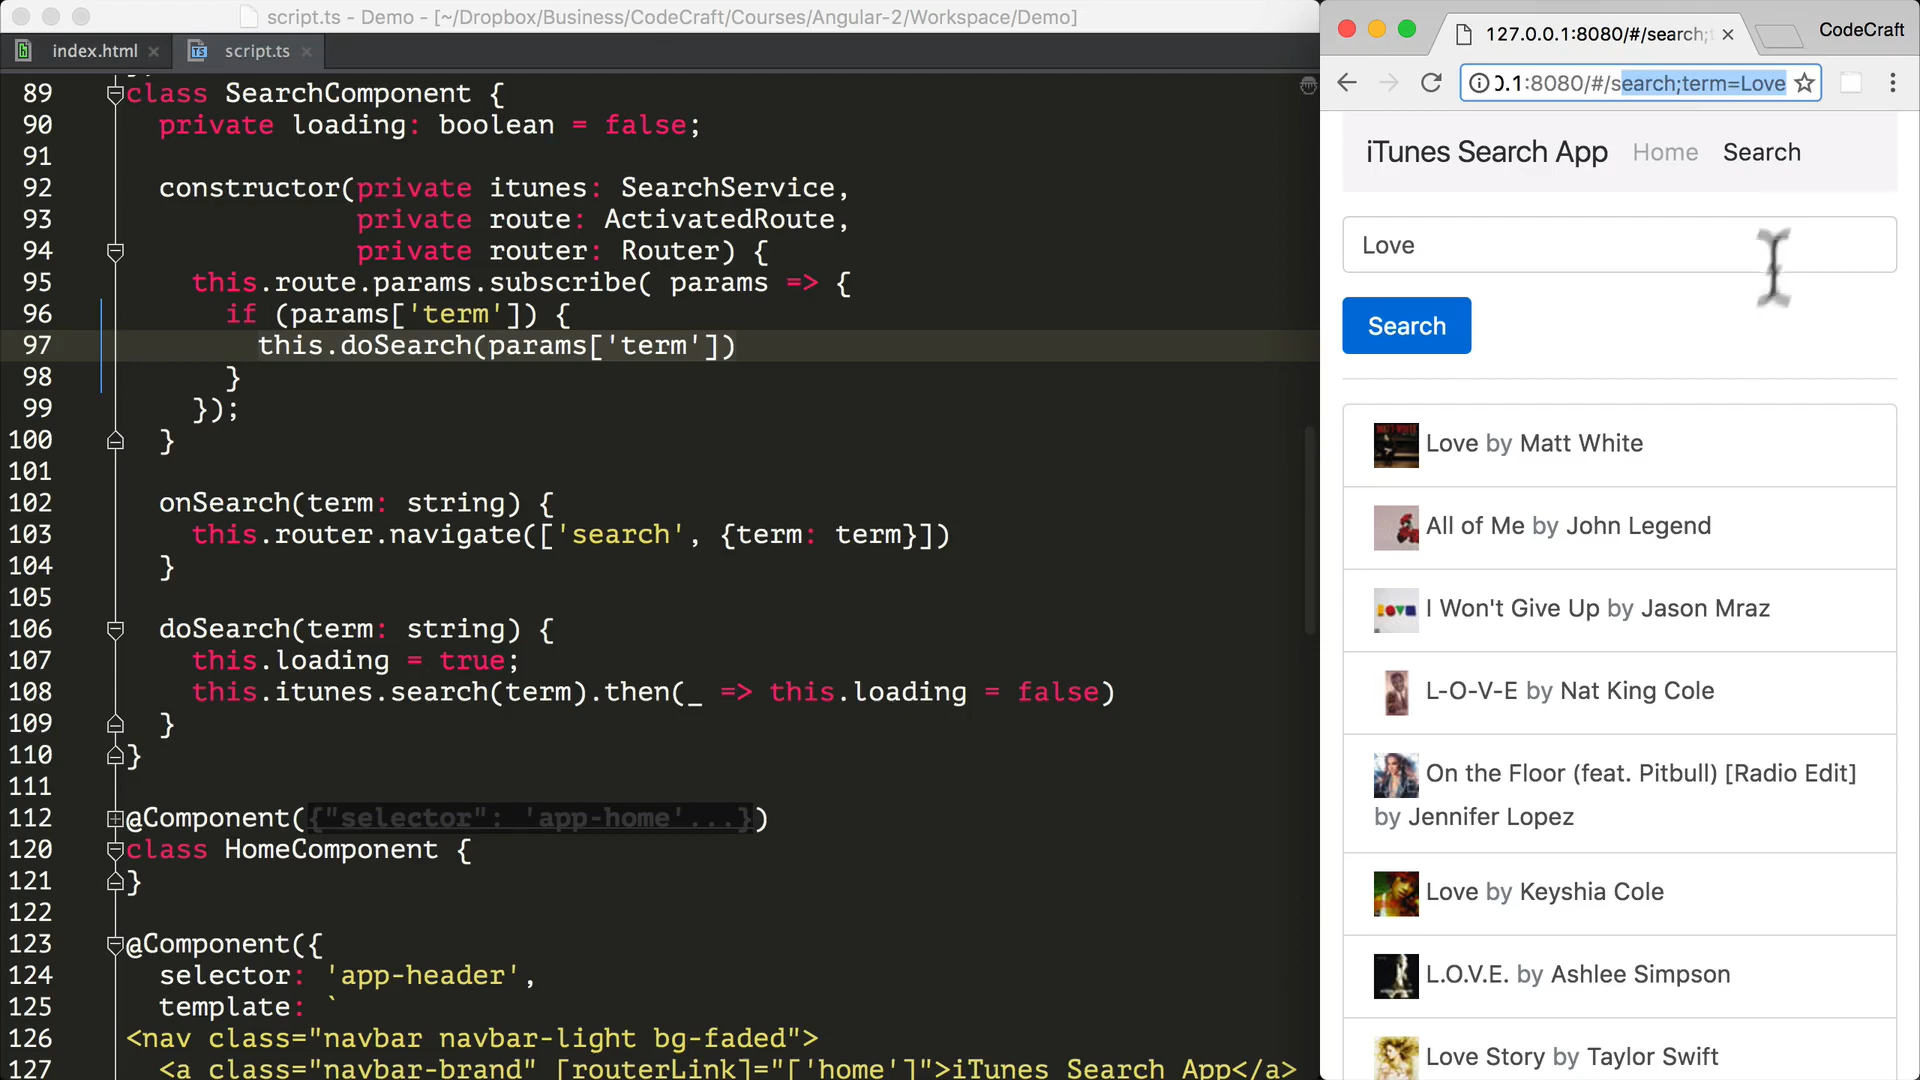 script.ts - Demo - [~/Dropbox/Business/CodeCraft/Courses/Angular-2/Workspace/Demo]
index.html
script.ts
89 class SearchComponent {
90 private loading: boolean = false;
91
92 constructor(private itunes: SearchService,
93 private route: ActivatedRoute,
94 private router: Router) {
95 this.route.params.subscribe( params => {
96 if (params['term']) {
97 this.doSearch(params['term'])
98 }
99 });
100 }
101
102 onSearch(term: string) {
103 this.router.navigate(['search', {term: term}])
104 }
105
106 doSearch(term: string) {
107 this.loading = true;
108 this.itunes.search(term).then(_ => this.loading = false)
109 }
110 }
111
112 @Component({"selector": 'app-home'...})
120 class HomeComponent {
121 }
122
123 @Component({
124 selector: 'app-header',
125 template: `
126 <nav class="navbar navbar-light bg-faded">
127 <a class="navbar-brand" [routerLink]="['home']">iTunes Search App</a>
127.0.0.1:8080/#/search;
CodeCraft
).1:8080/#/search;term=Love
iTunes Search App Home Search
Love
Search
Love by Matt White
All of Me by John Legend
I Won't Give Up by Jason Mraz
L-O-V-E by Nat King Cole
On the Floor (feat. Pitbull) [Radio Edit]
by Jennifer Lopez
Love by Keyshia Cole
L.O.V.E. by Ashlee Simpson
Love Story by Taylor Swift